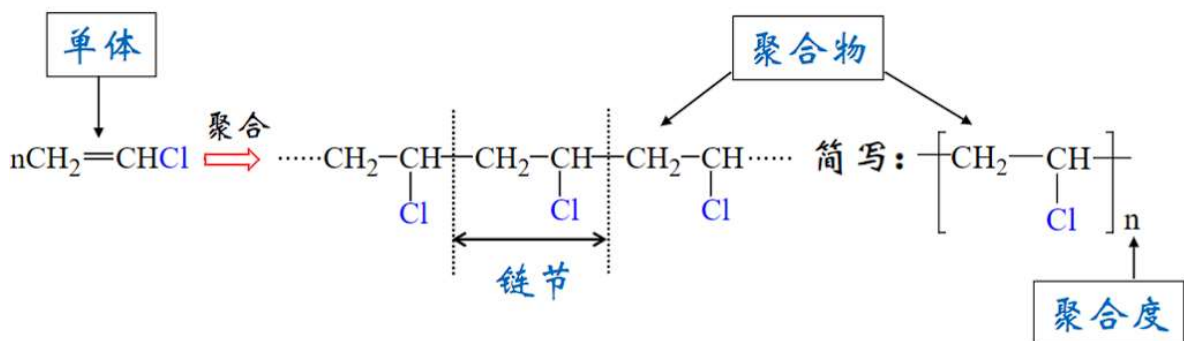 单体
聚合物
聚合
nCH₂=CHCl ⇒ ······CH₂—CH—CH₂—CH—CH₂—CH······ 简写: [CH₂—CH]n
Cl Cl Cl Cl
链节
聚合度